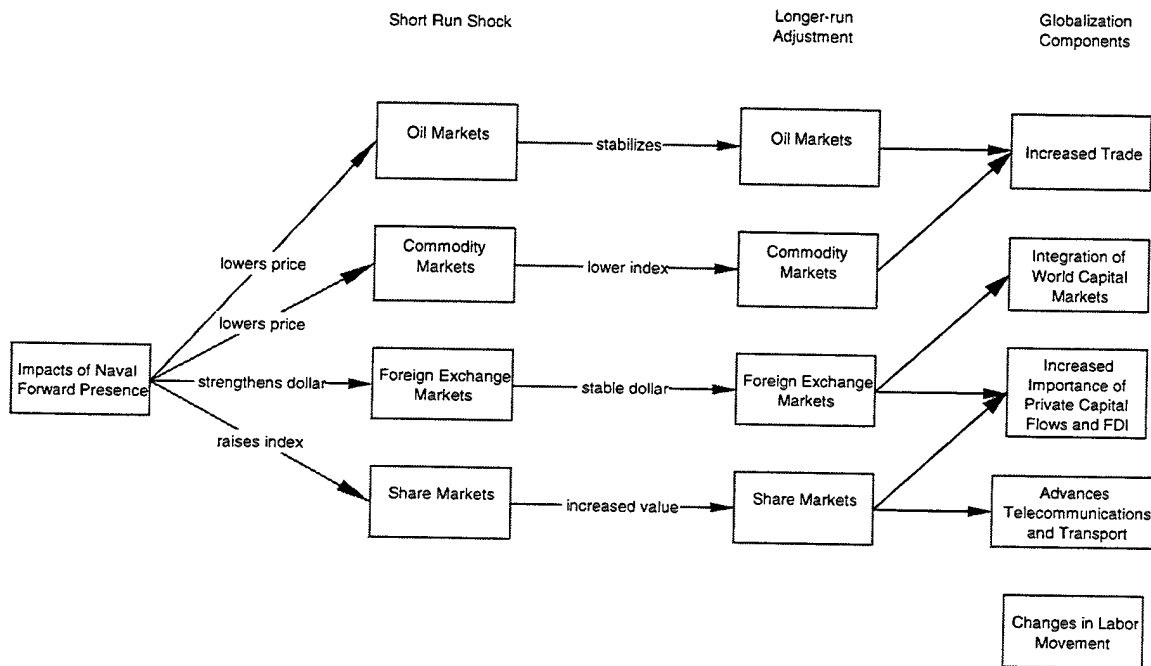 Short Run Shock
Longer-run
Adjustment
Globalization
Components
Oil Markets
stabilizes
Oil Markets
Increased Trade
lowers price
Commodity
Markets
lower index
Commodity
Markets
Integration of
World Capital
Markets
lowers price
Impacts of Naval
Forward Presence
strengthens dollar
Foreign Exchange
Markets
stable dollar
Foreign Exchange
Markets
Increased
Importance of
Private Capital
Flows and FDI
raises index
Share Markets
increased value
Share Markets
Advances
Telecommunications
and Transport
Changes in Labor
Movement